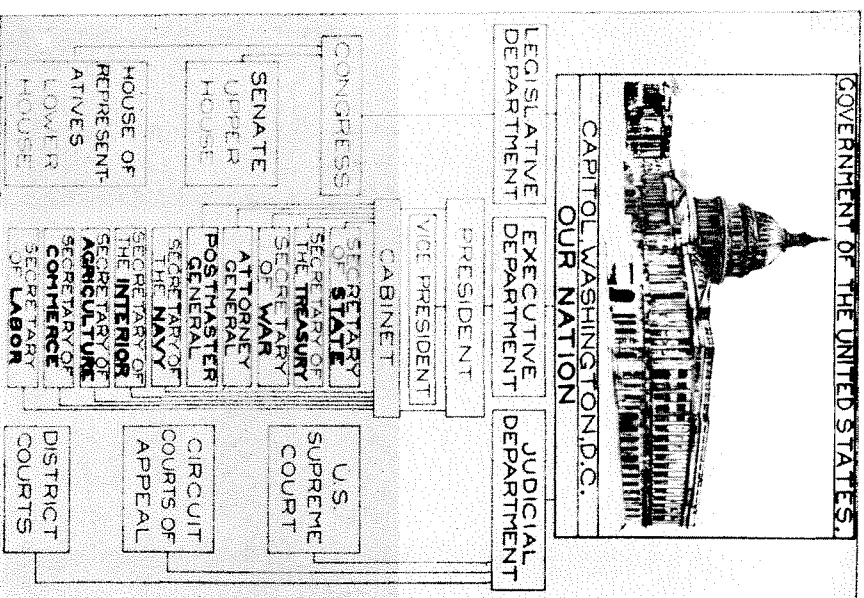 GOVERNMENT OF THE UNITED STATES.
CAPITOL, WASHINGTON, D.C.
OUR NATION
LEGISLATIVE
DEPARTMENT
EXECUTIVE
DEPARTMENT
JUDICIAL
DEPARTMENT
CONGRESS
SENATE
UPPER
HOUSE
HOUSE OF
REPRESENT-
ATIVES
LOWER
HOUSE
PRESIDENT
VICE PRESIDENT
CABINET
SECRETARY
OF STATE
SECRETARY OF
THE TREASURY
SECRETARY
OF WAR
ATTORNEY
GENERAL
POSTMASTER
GENERAL
SECRETARY OF
THE NAVY
SECRETARY OF
THE INTERIOR
SECRETARY OF
AGRICULTURE
SECRETARY OF
COMMERCE
SECRETARY
OF LABOR
U.S.
SUPREME
COURT
CIRCUIT
COURTS OF
APPEAL
DISTRICT
COURTS